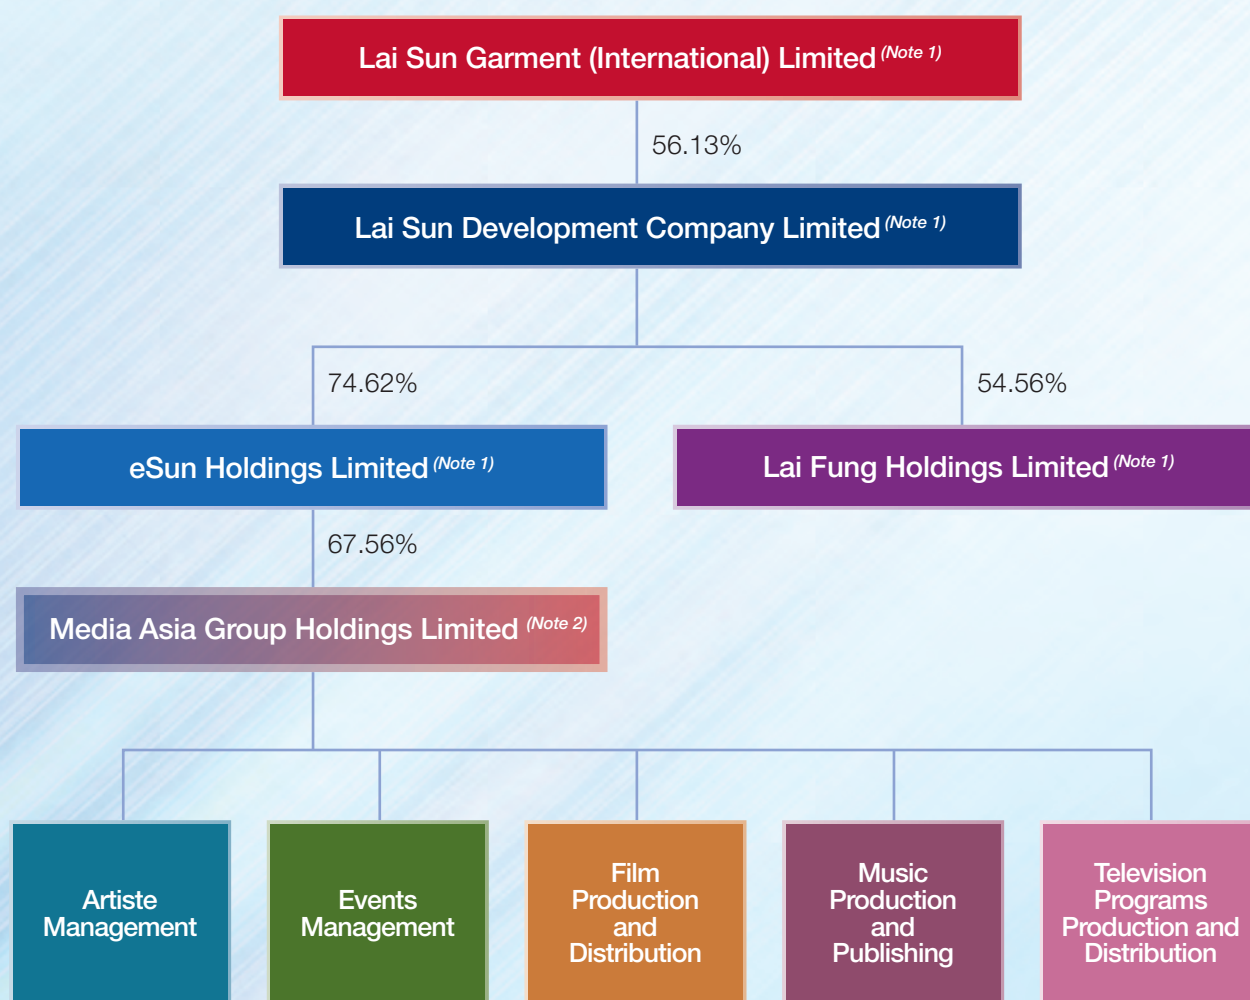 Lai Sun Garment (International) Limited (Note 1)
56.13%
Lai Sun Development Company Limited (Note 1)
74.62%
54.56%
eSun Holdings Limited (Note 1)
Lai Fung Holdings Limited (Note 1)
67.56%
Media Asia Group Holdings Limited (Note 2)
Artiste
Management
Events
Management
Film
Production
and
Distribution
Music
Production
and
Publishing
Television
Programs
Production and
Distribution